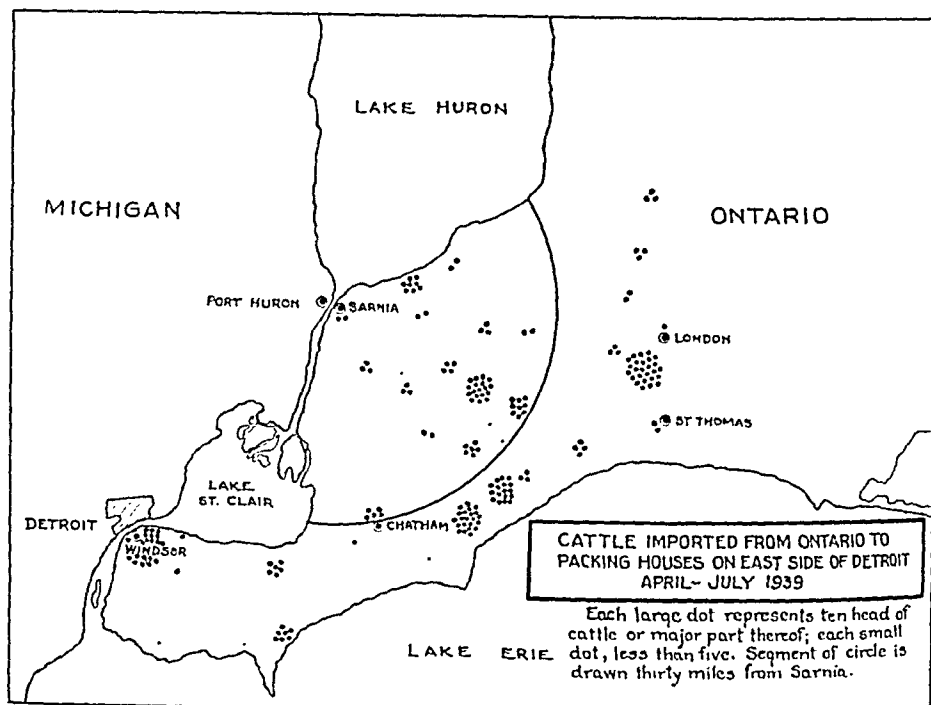 LAKE HURON
MICHIGAN
ONTARIO
PORT HURON
SARNIA
LONDON
ST THOMAS
LAKE
ST. CLAIR
DETROIT
WINDSOR
CHATHAM
CATTLE IMPORTED FROM ONTARIO TO
PACKING HOUSES ON EAST SIDE OF DETROIT
APRIL - JULY 1939
Each large dot represents ten head of
cattle or major part thereof; each small
dot, less than five. Segment of circle is
drawn thirty miles from Sarnia.
LAKE ERIE